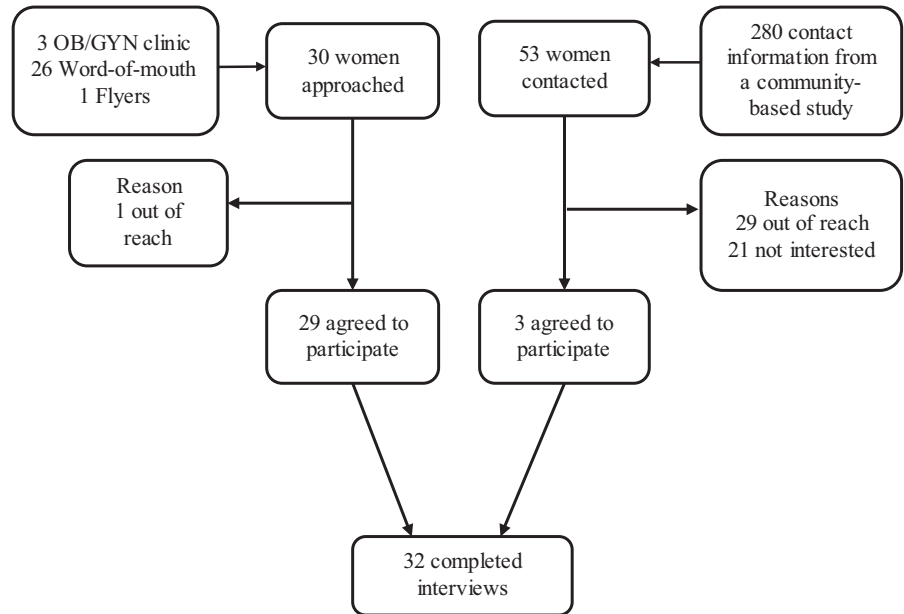 3 OB/GYN clinic
26 Word-of-mouth
1 Flyers
30 women
approached
53 women
contacted
280 contact
information from
a community-
based study
Reason
1 out of
reach
Reasons
29 out of reach
21 not interested
29 agreed to
participate
3 agreed to
participate
32 completed
interviews